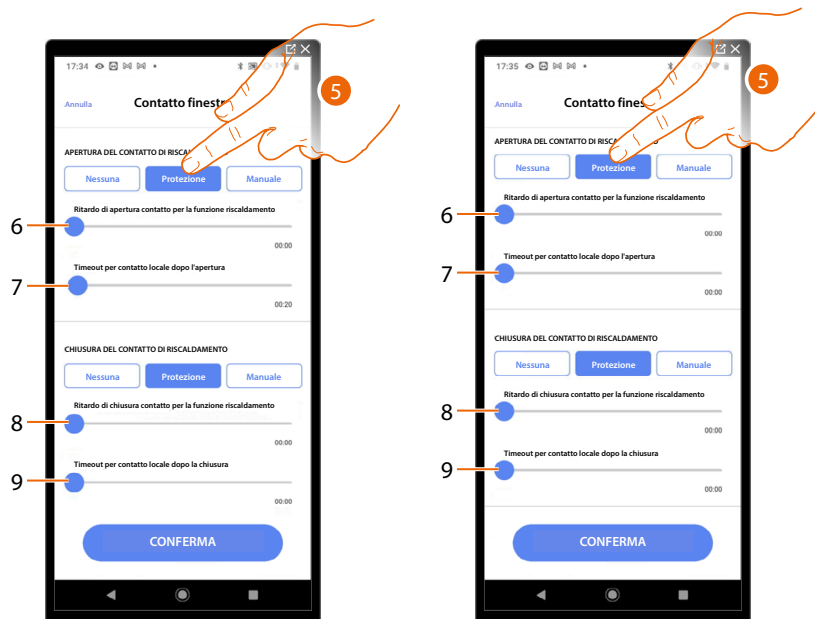 17:34
5
Annulla
Contatto finestr
APERTURA DEL CONTATTO DI
Nessuna
Protezione
Manuale
Ritardo di apertura contatto per la funzione riscaldamento
6
00:00
Timeout per contatto locale dopo l'apertura
7
00:20
CHIUSURA DEL CONTATTO DI RISCALDAMENTO
Nessuna
Protezione
Manuale
Ritardo di chiusura contatto per la funzione riscaldamento
8
00:00
Timeout per contatto locale dopo la chiusura
9
00:00
CONFERMA
17:35
5
Annulla
Contatto fines
APERTURA DEL CONTATTO DI
Nessuna
Protezione
Manuale
Ritardo di apertura contatto per la funzione riscaldamento
6
00:00
Timeout per contatto locale dopo l'apertura
7
00:00
CHIUSURA DEL CONTATTO DI RISCALDAMENTO
Nessuna
Protezione
Manuale
Ritardo di chiusura contatto per la funzione riscaldamento
8
00:00
Timeout per contatto locale dopo la chiusura
9
00:00
CONFERMA